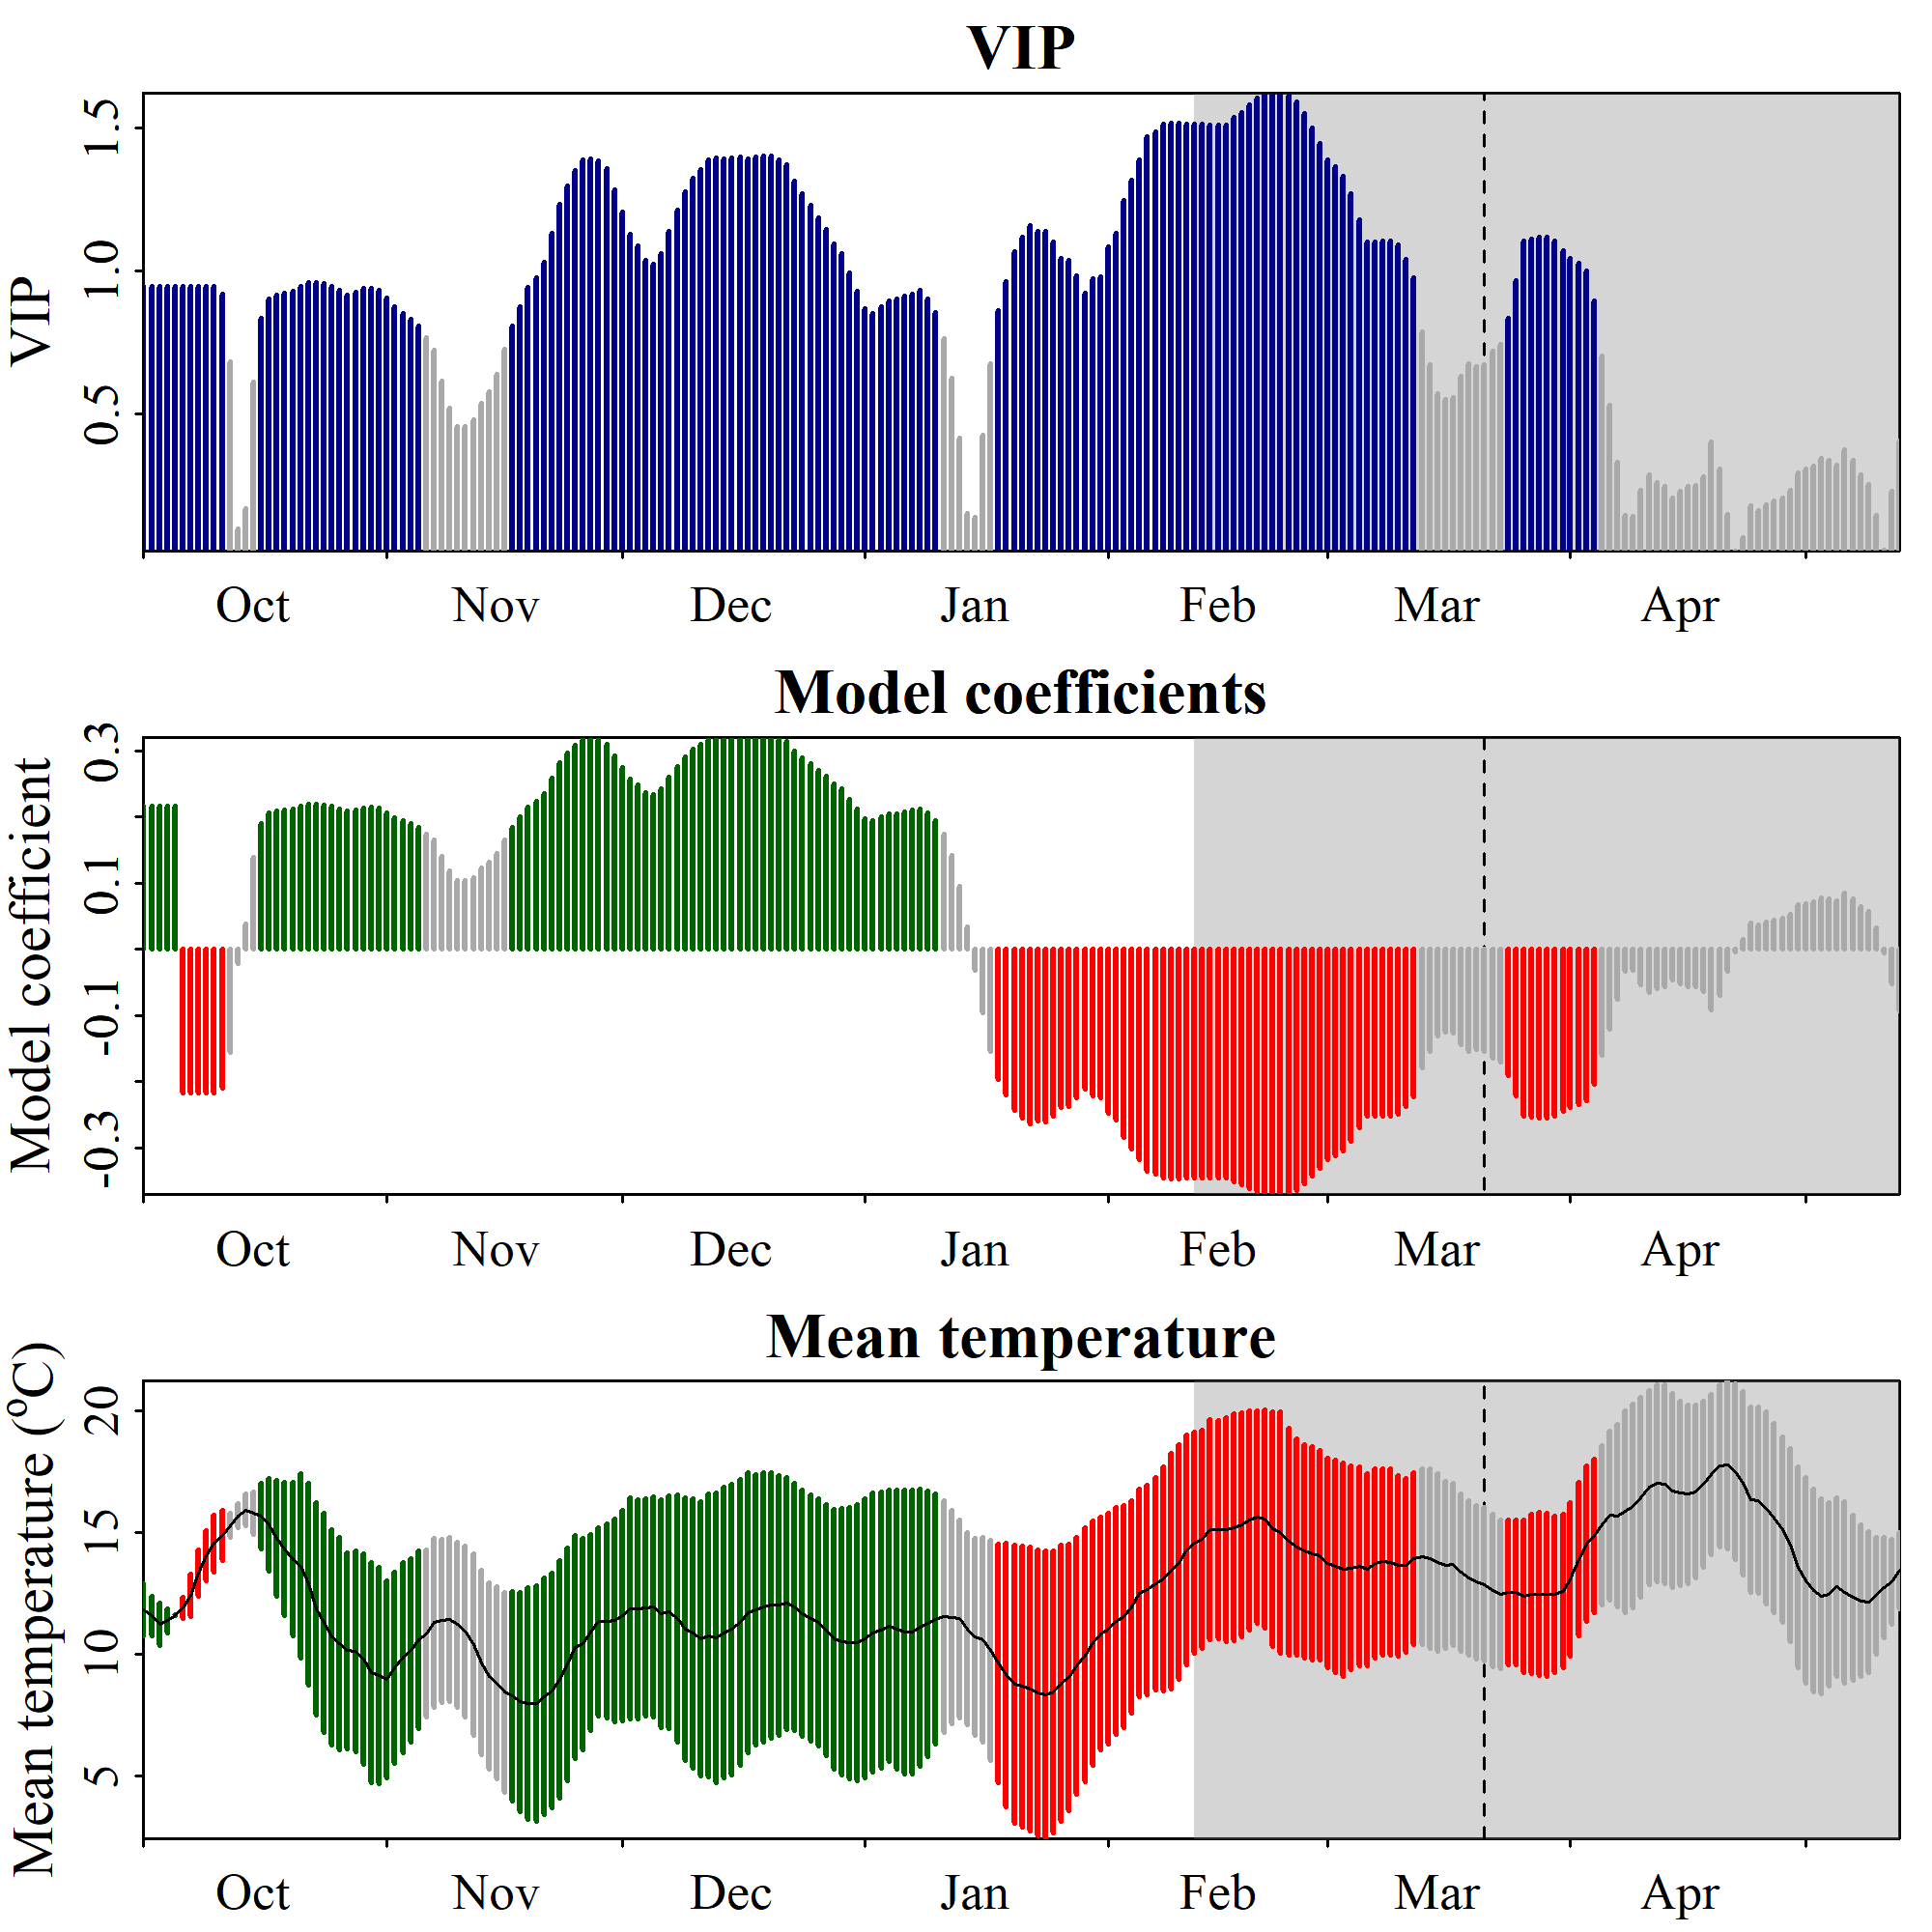 VIP
VIP
1.5
1.0
0.5
Oct Nov Dec Jan Feb Mar Apr
Model coefficients
Model coefficient
0.3
0.1
-0.1
-0.3
Oct Nov Dec Jan Feb Mar Apr
Mean temperature
Mean temperature (ºC)
20
15
10
5
Oct Nov Dec Jan Feb Mar Apr